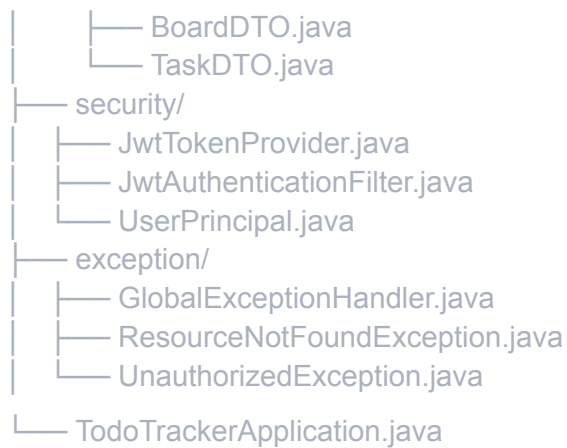 │       ├── BoardDTO.java
│       └── TaskDTO.java
├── security/
│   ├── JwtTokenProvider.java
│   ├── JwtAuthenticationFilter.java
│   └── UserPrincipal.java
├── exception/
│   ├── GlobalExceptionHandler.java
│   ├── ResourceNotFoundException.java
│   └── UnauthorizedException.java
└── TodoTrackerApplication.java